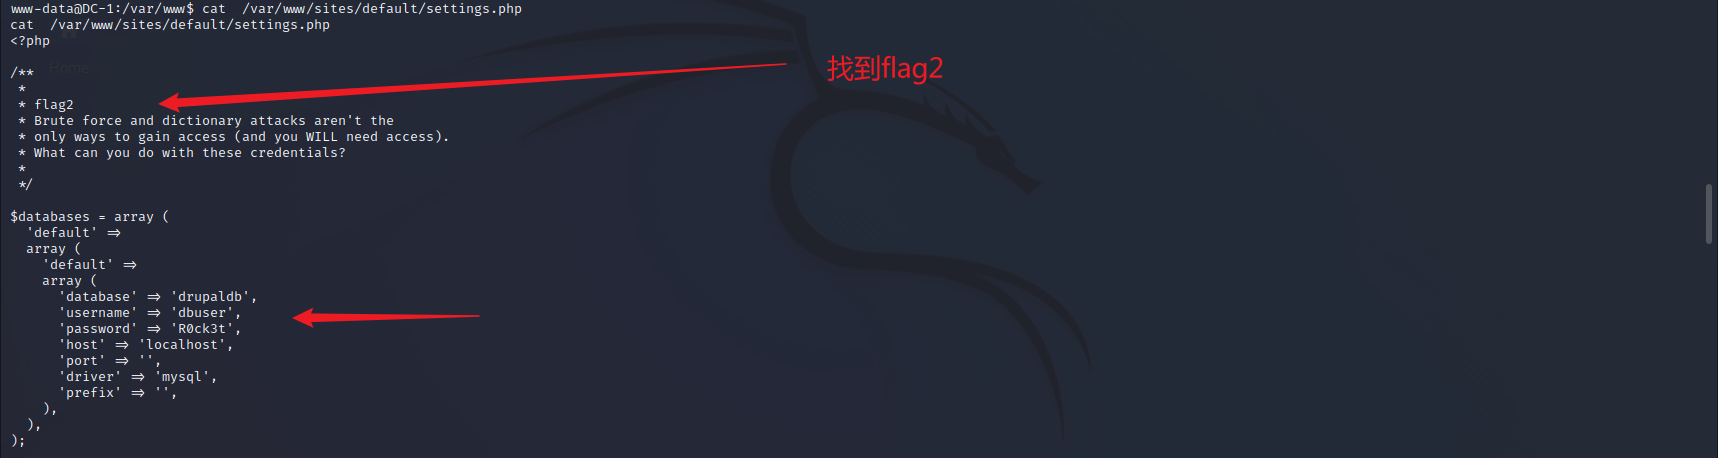 www-data@DC-1:/var/www$ cat  /var/www/sites/default/settings.php
cat  /var/www/sites/default/settings.php
<?php
/**
Home
*
* flag2
找到flag2
* Brute force and dictionary attacks aren't the
* only ways to gain access (and you WILL need access).
* What can you do with these credentials?
*
*/
$databases = array (
'default' =>
array (
'default' =>
array (
'database' => 'drupaldb',
'username' => 'dbuser',
'password' => 'R0ck3t',
'host' => 'localhost',
'port' => '',
'driver' => 'mysql',
'prefix' => '',
),
),
);